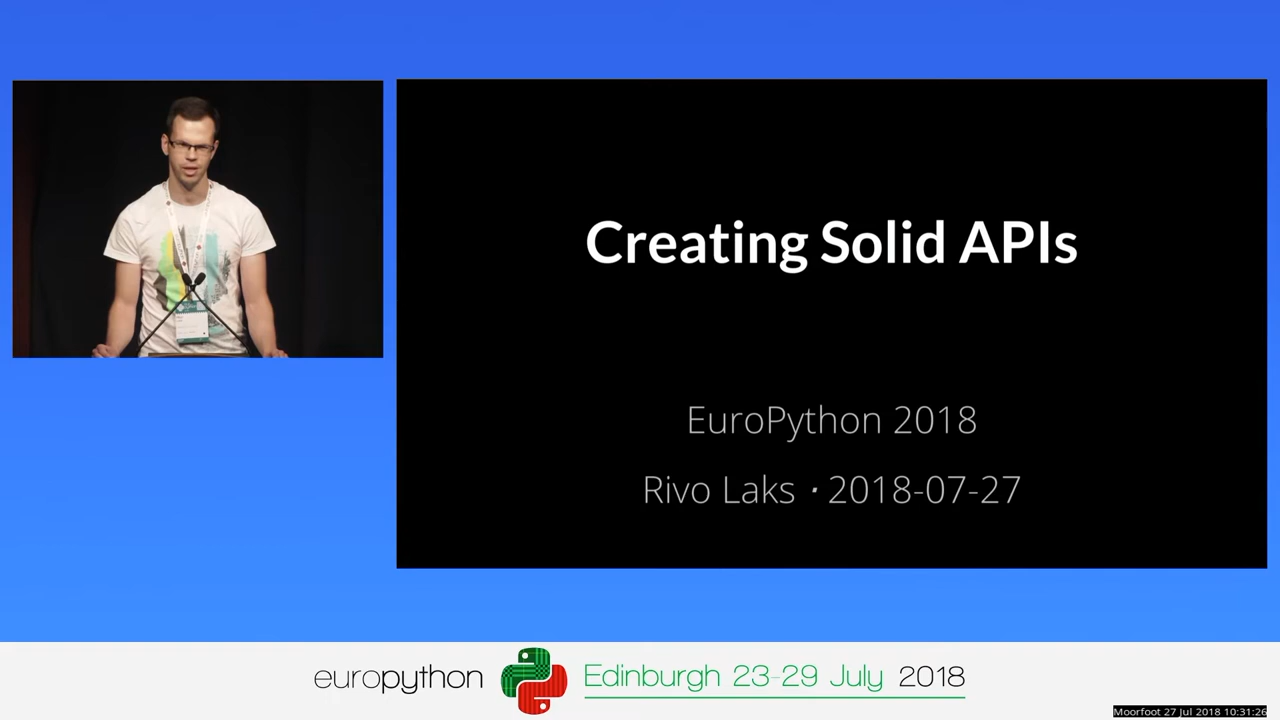 Creating Solid APIs
EuroPython 2018
Rivo Laks · 2018-07-27
europython
Edinburgh 23-29 July 2018
Moorfoot 27 Jul 2018 10:31:26